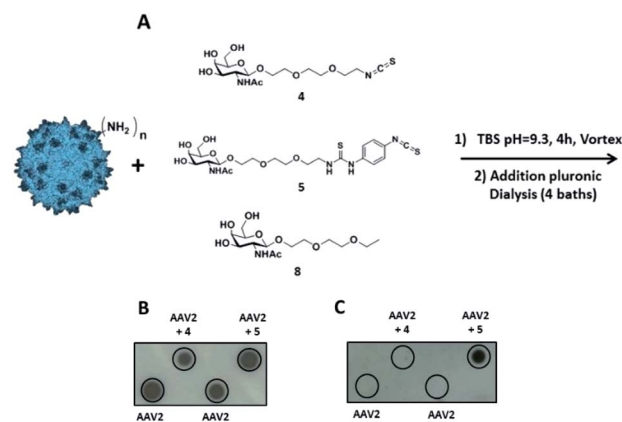 A
HO OH
HO
O
O
NHAc
O
O
N=C=S
4
(NH₂)n
+
HO OH
HO
O
O
NHAc
O
O
N
H
S
N
H
N=C=S
5
1) TBS pH=9.3, 4h, Vortex
2) Addition pluronic
Dialysis (4 baths)
HO OH
HO
O
O
NHAc
O
O
8
B
AAV2
+ 4
AAV2
+ 5
AAV2
AAV2
C
AAV2
+ 4
AAV2
+ 5
AAV2
AAV2